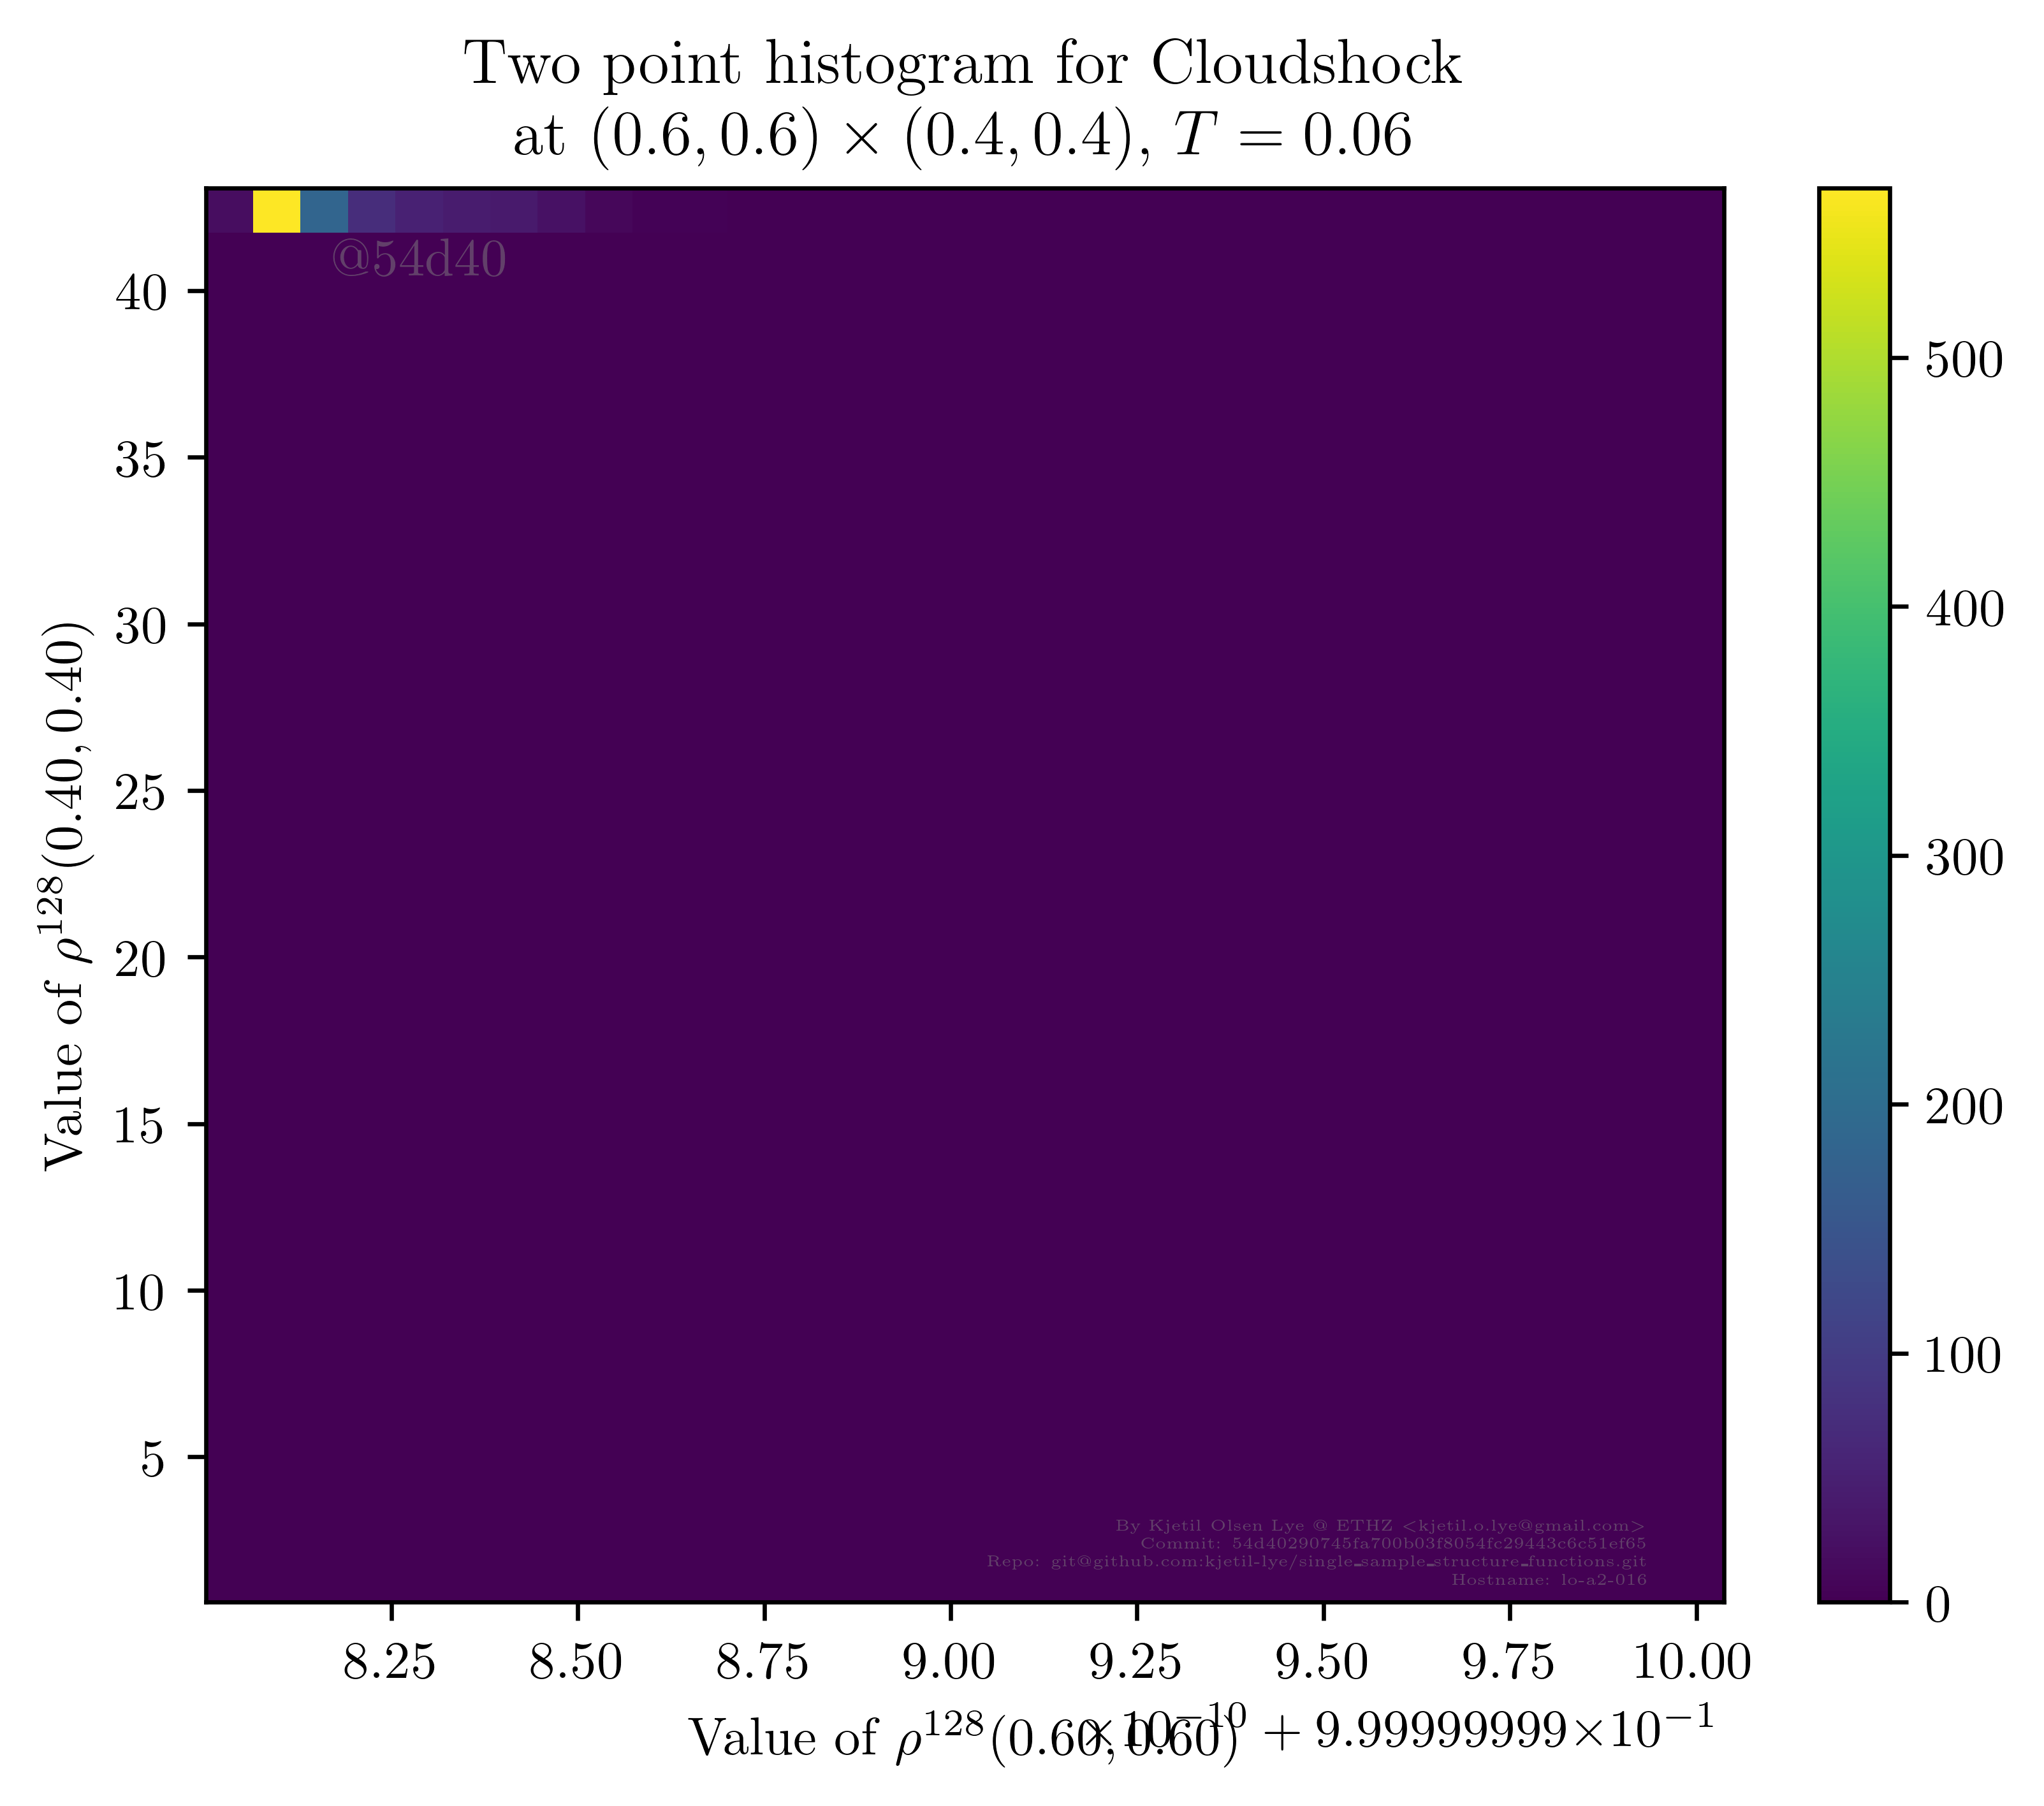 Two point histogram for Cloudshock
at (0.6, 0.6) × (0.4, 0.4), T = 0.06
@54d40
40
35
30
25
20
15
10
5
Value of ρ^128(0.40, 0.40)
500
400
300
200
100
0
By Kjetil Olsen Lye @ ETHZ <kjetil.o.lye@gmail.com>
Commit: 54d40290745fa700b03f8054fc29443c6c51ef65
Repo: git@github.com:kjetil-lye/single_sample_structure_functions.git
Hostname: lo-a2-016
8.25 8.50 8.75 9.00 9.25 9.50 9.75 10.00
Value of ρ^128(0.60, 0.60)
×10^−10 + 9.99999999×10^−1